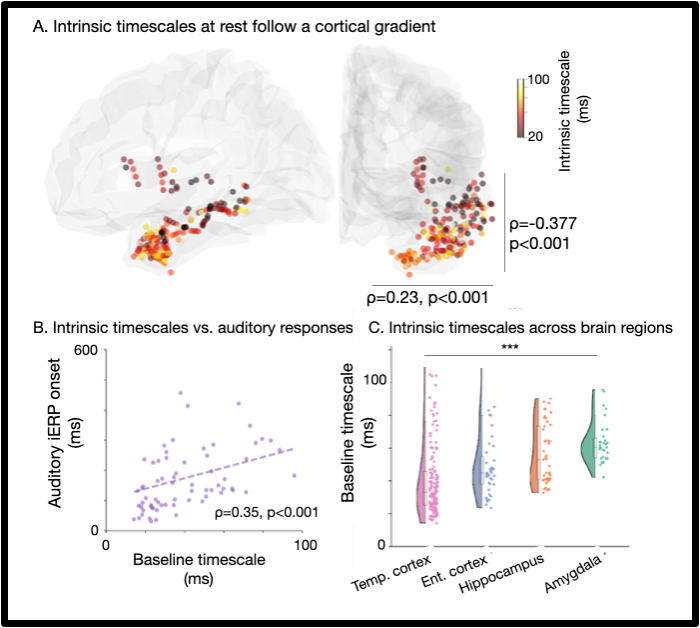 A. Intrinsic timescales at rest follow a cortical gradient
100
20
Intrinsic timescale
(ms)
ρ=-0.377
p<0.001
ρ=0.23, p<0.001
B. Intrinsic timescales vs. auditory responses
600
Auditory iERP onset
(ms)
0
ρ=0.35, p<0.001
0
100
Baseline timescale
(ms)
C. Intrinsic timescales across brain regions
***
100
Baseline timescale
(ms)
0
Temp. cortex
Ent. cortex
Hippocampus
Amygdala